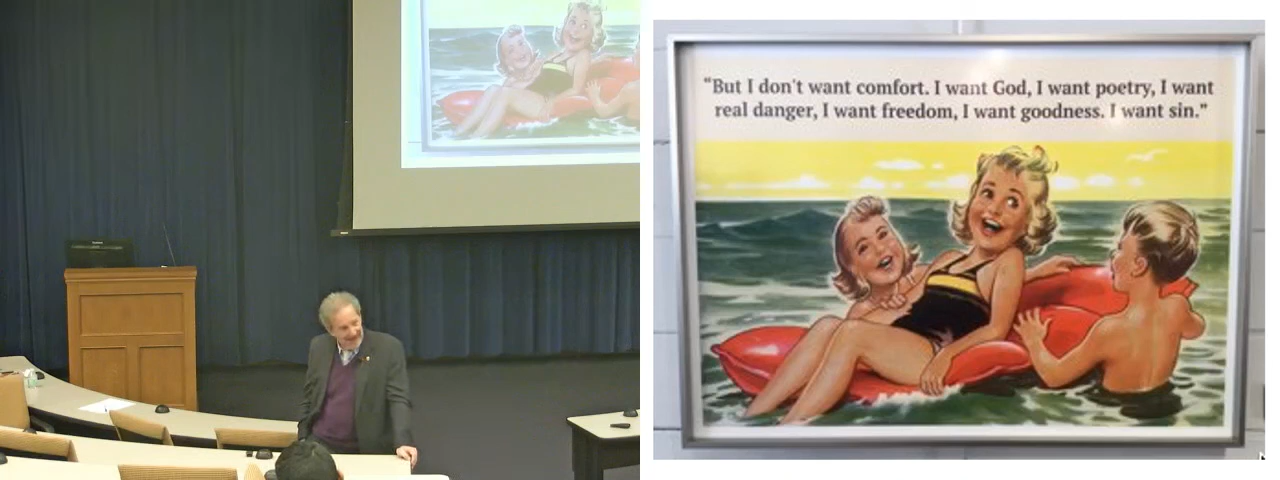 “But I don't want comfort. I want God, I want poetry, I want
real danger, I want freedom, I want goodness. I want sin.”